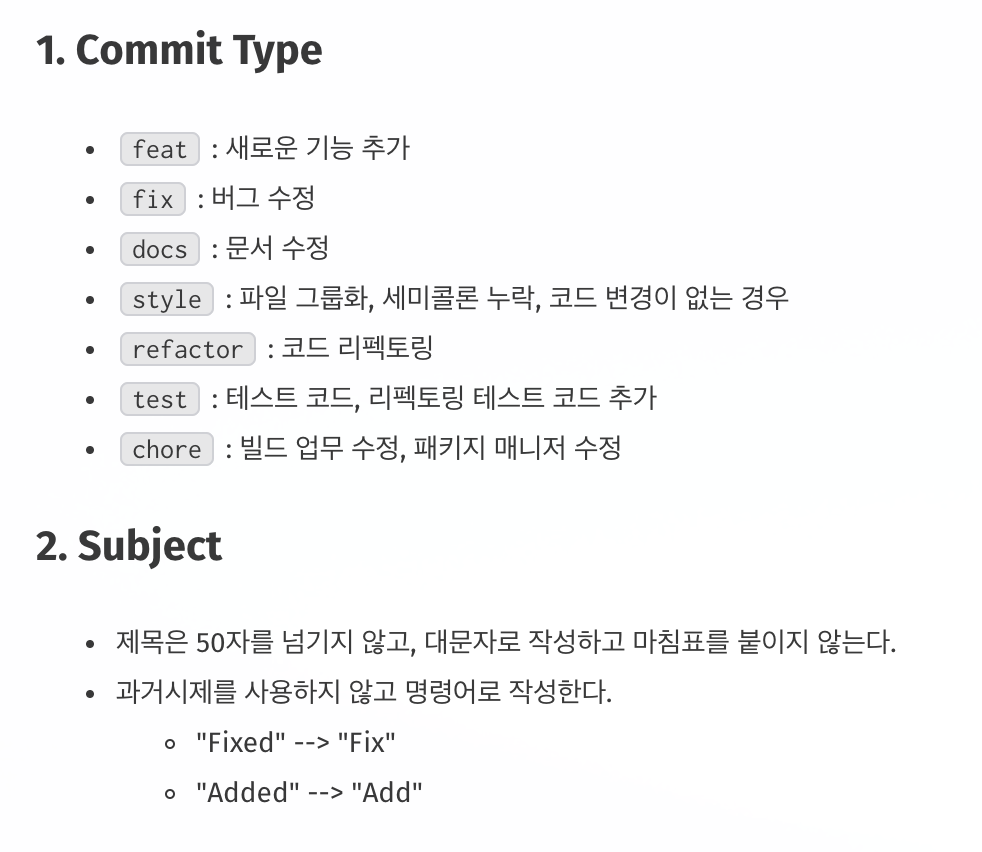 1. Commit Type
• feat : 새로운 기능 추가
• fix : 버그 수정
• docs : 문서 수정
• style : 파일 그룹화, 세미콜론 누락, 코드 변경이 없는 경우
• refactor : 코드 리펙토링
• test : 테스트 코드, 리펙토링 테스트 코드 추가
• chore : 빌드 업무 수정, 패키지 매니저 수정
2. Subject
• 제목은 50자를 넘기지 않고, 대문자로 작성하고 마침표를 붙이지 않는다.
• 과거시제를 사용하지 않고 명령어로 작성한다.
◦ "Fixed" --> "Fix"
◦ "Added" --> "Add"